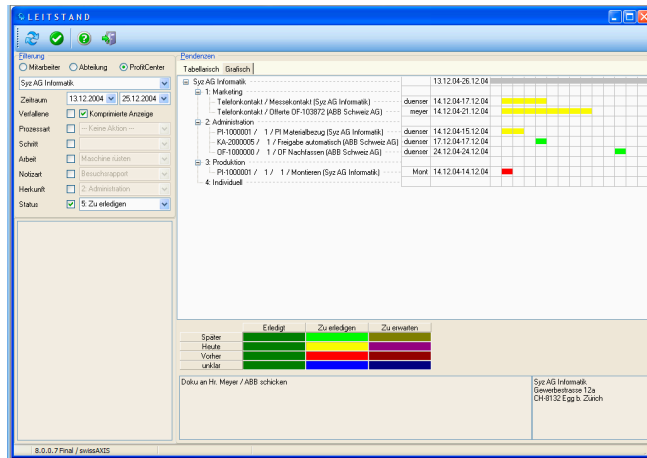 LEITSTAND
Filterung
Mitarbeiter Abteilung ProfitCenter
Syz AG Informatik
Zeitraum 13.12.2004 25.12.2004
Verfallene Komprimierte Anzeige
Prozessart --- Keine Aktion ---
Schritt
Arbeit Maschine rüsten
Notizart Besuchsrapport
Herkunft 2: Administration
Status 5: Zu erledigen
Pendenzen
Tabellarisch Grafisch
Syz AG Informatik 13.12.04-26.12.04
1: Marketing
Telefonkontakt / Messekontakt (Syz AG Informatik) duenser 14.12.04-17.12.04
Telefonkontakt / Offerte OF-103872 (ABB Schweiz AG) meyer 14.12.04-21.12.04
2: Administration
PI-1000001 / 1 / PI Materialbezug (Syz AG Informatik) duenser 14.12.04-15.12.04
KA-2000005 / 1 / Freigabe automatisch (ABB Schweiz AG) duenser 17.12.04-17.12.04
OF-1000000 / 1 / OF Nachfassen (ABB Schweiz AG) duenser 24.12.04-24.12.04
3: Produktion
PI-1000001 / 1 / 1 / Montieren (Syz AG Informatik) Mont 14.12.04-14.12.04
4: Individuell
Erledigt Zu erledigen Zu erwarten
Später
Heute
Vorher
unklar
Doku an Hr. Meyer / ABB schicken
Syz AG Informatik
Gewerbestrasse 12a
CH-8132 Egg b. Zürich
8.0.0.7 Final / swissAXIS